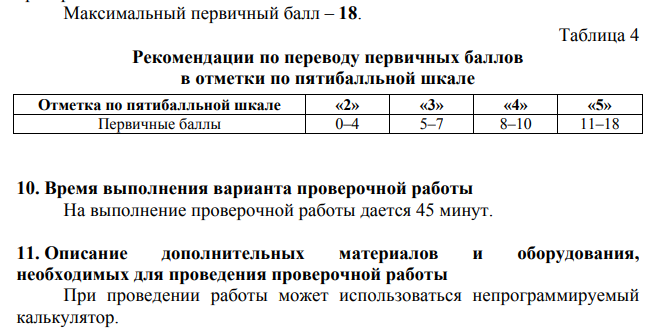 Максимальный первичный балл – 18.
Таблица 4
Рекомендации по переводу первичных баллов
в отметки по пятибалльной шкале
Отметка по пятибалльной шкале «2» «3» «4» «5»
Первичные баллы 0–4 5–7 8–10 11–18
10. Время выполнения варианта проверочной работы
На выполнение проверочной работы дается 45 минут.
11. Описание дополнительных материалов и оборудования,
необходимых для проведения проверочной работы
При проведении работы может использоваться непрограммируемый
калькулятор.